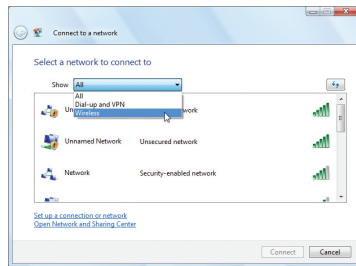 Connect to a network
Select a network to connect to
Show All
All
Dial-up and VPN
Wireless
Unnamed Network Unsecured network
Network Security-enabled network
Set up a connection or network
Open Network and Sharing Center
Connect Cancel